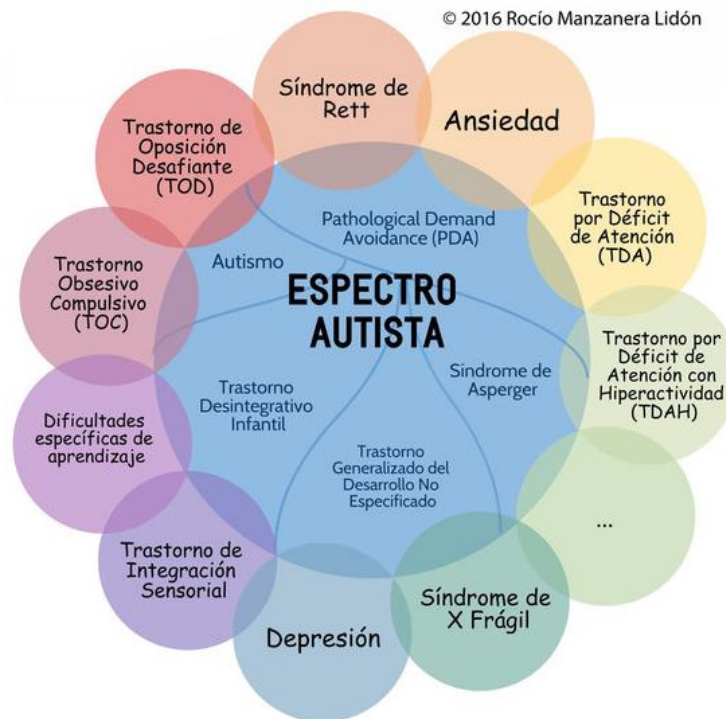 © 2016 Rocío Manzanera Lidón
Síndrome de
Rett
Ansiedad
Trastorno de
Oposición
Desafiante
(TOD)
Trastorno
por Déficit
de Atención
(TDA)
Pathological Demand
Avoidance (PDA)
Autismo
Trastorno
Obsesivo
Compulsivo
(TOC)
ESPECTRO
AUTISTA
Trastorno por
Déficit de
Atención con
Hiperactividad
(TDAH)
Síndrome de
Asperger
Trastorno
Desintegrativo
Infantil
Dificultades
específicas de
aprendizaje
Trastorno
Generalizado del
Desarrollo No
Especificado
...
Trastorno de
Integración
Sensorial
Depresión
Síndrome de
X Frágil